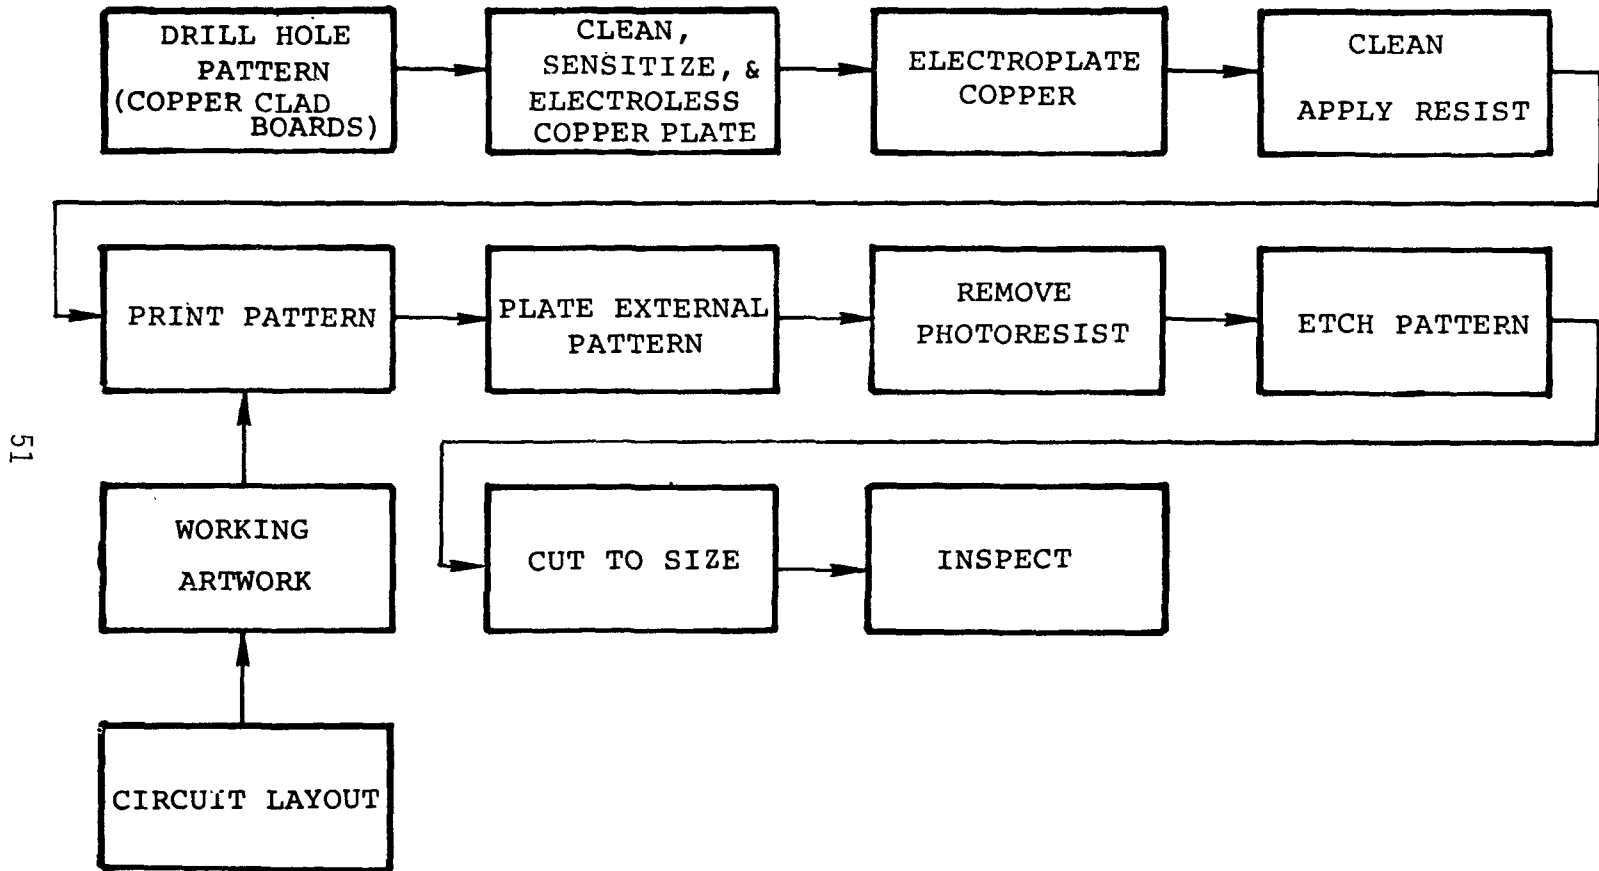 DRILL HOLE
PATTERN
(COPPER CLAD
BOARDS)
CLEAN,
SENSITIZE, &
ELECTROLESS
COPPER PLATE
ELECTROPLATE
COPPER
CLEAN
APPLY RESIST
PRINT PATTERN
PLATE EXTERNAL
PATTERN
REMOVE
PHOTORESIST
ETCH PATTERN
WORKING
ARTWORK
CUT TO SIZE
INSPECT
CIRCUIT LAYOUT
51